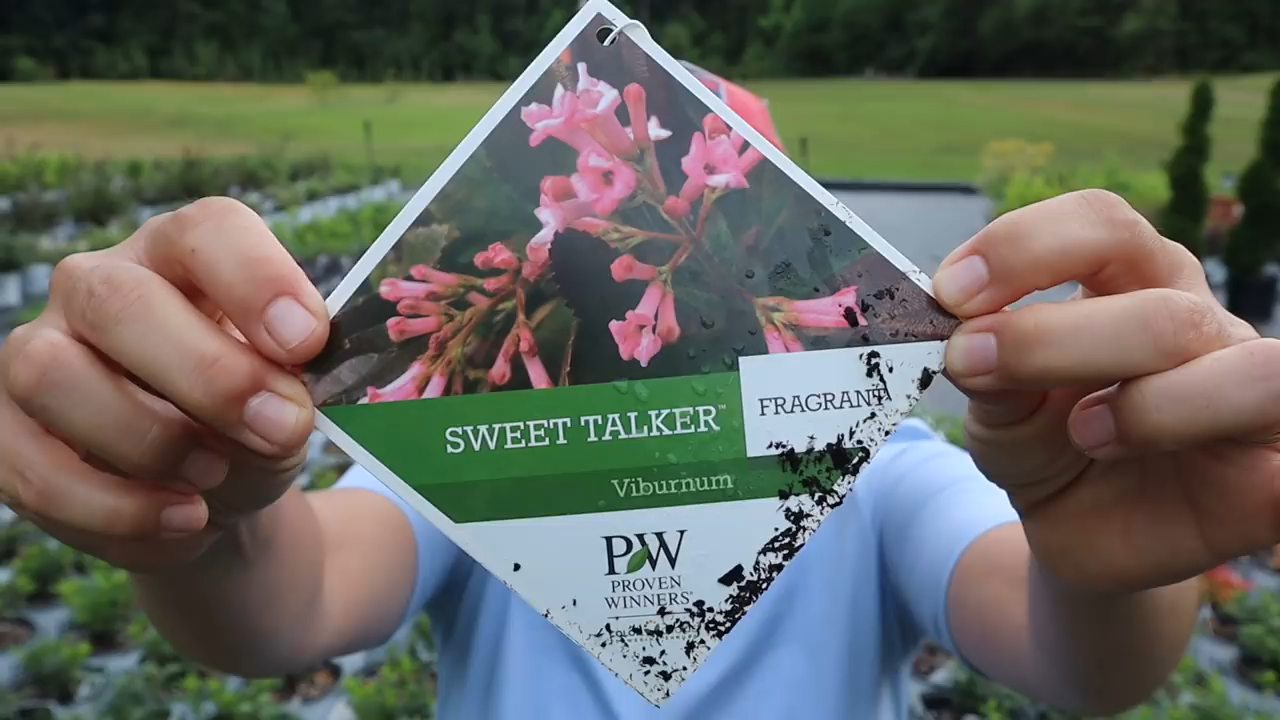 SWEET TALKER™
FRAGRANT
Viburnum
PW
PROVEN
WINNERS®